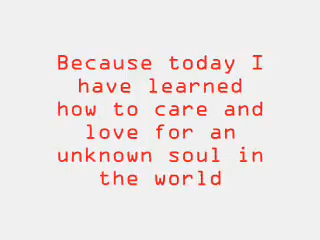 Because today I
have learned
how to care and
love for an
unknown soul in
the world